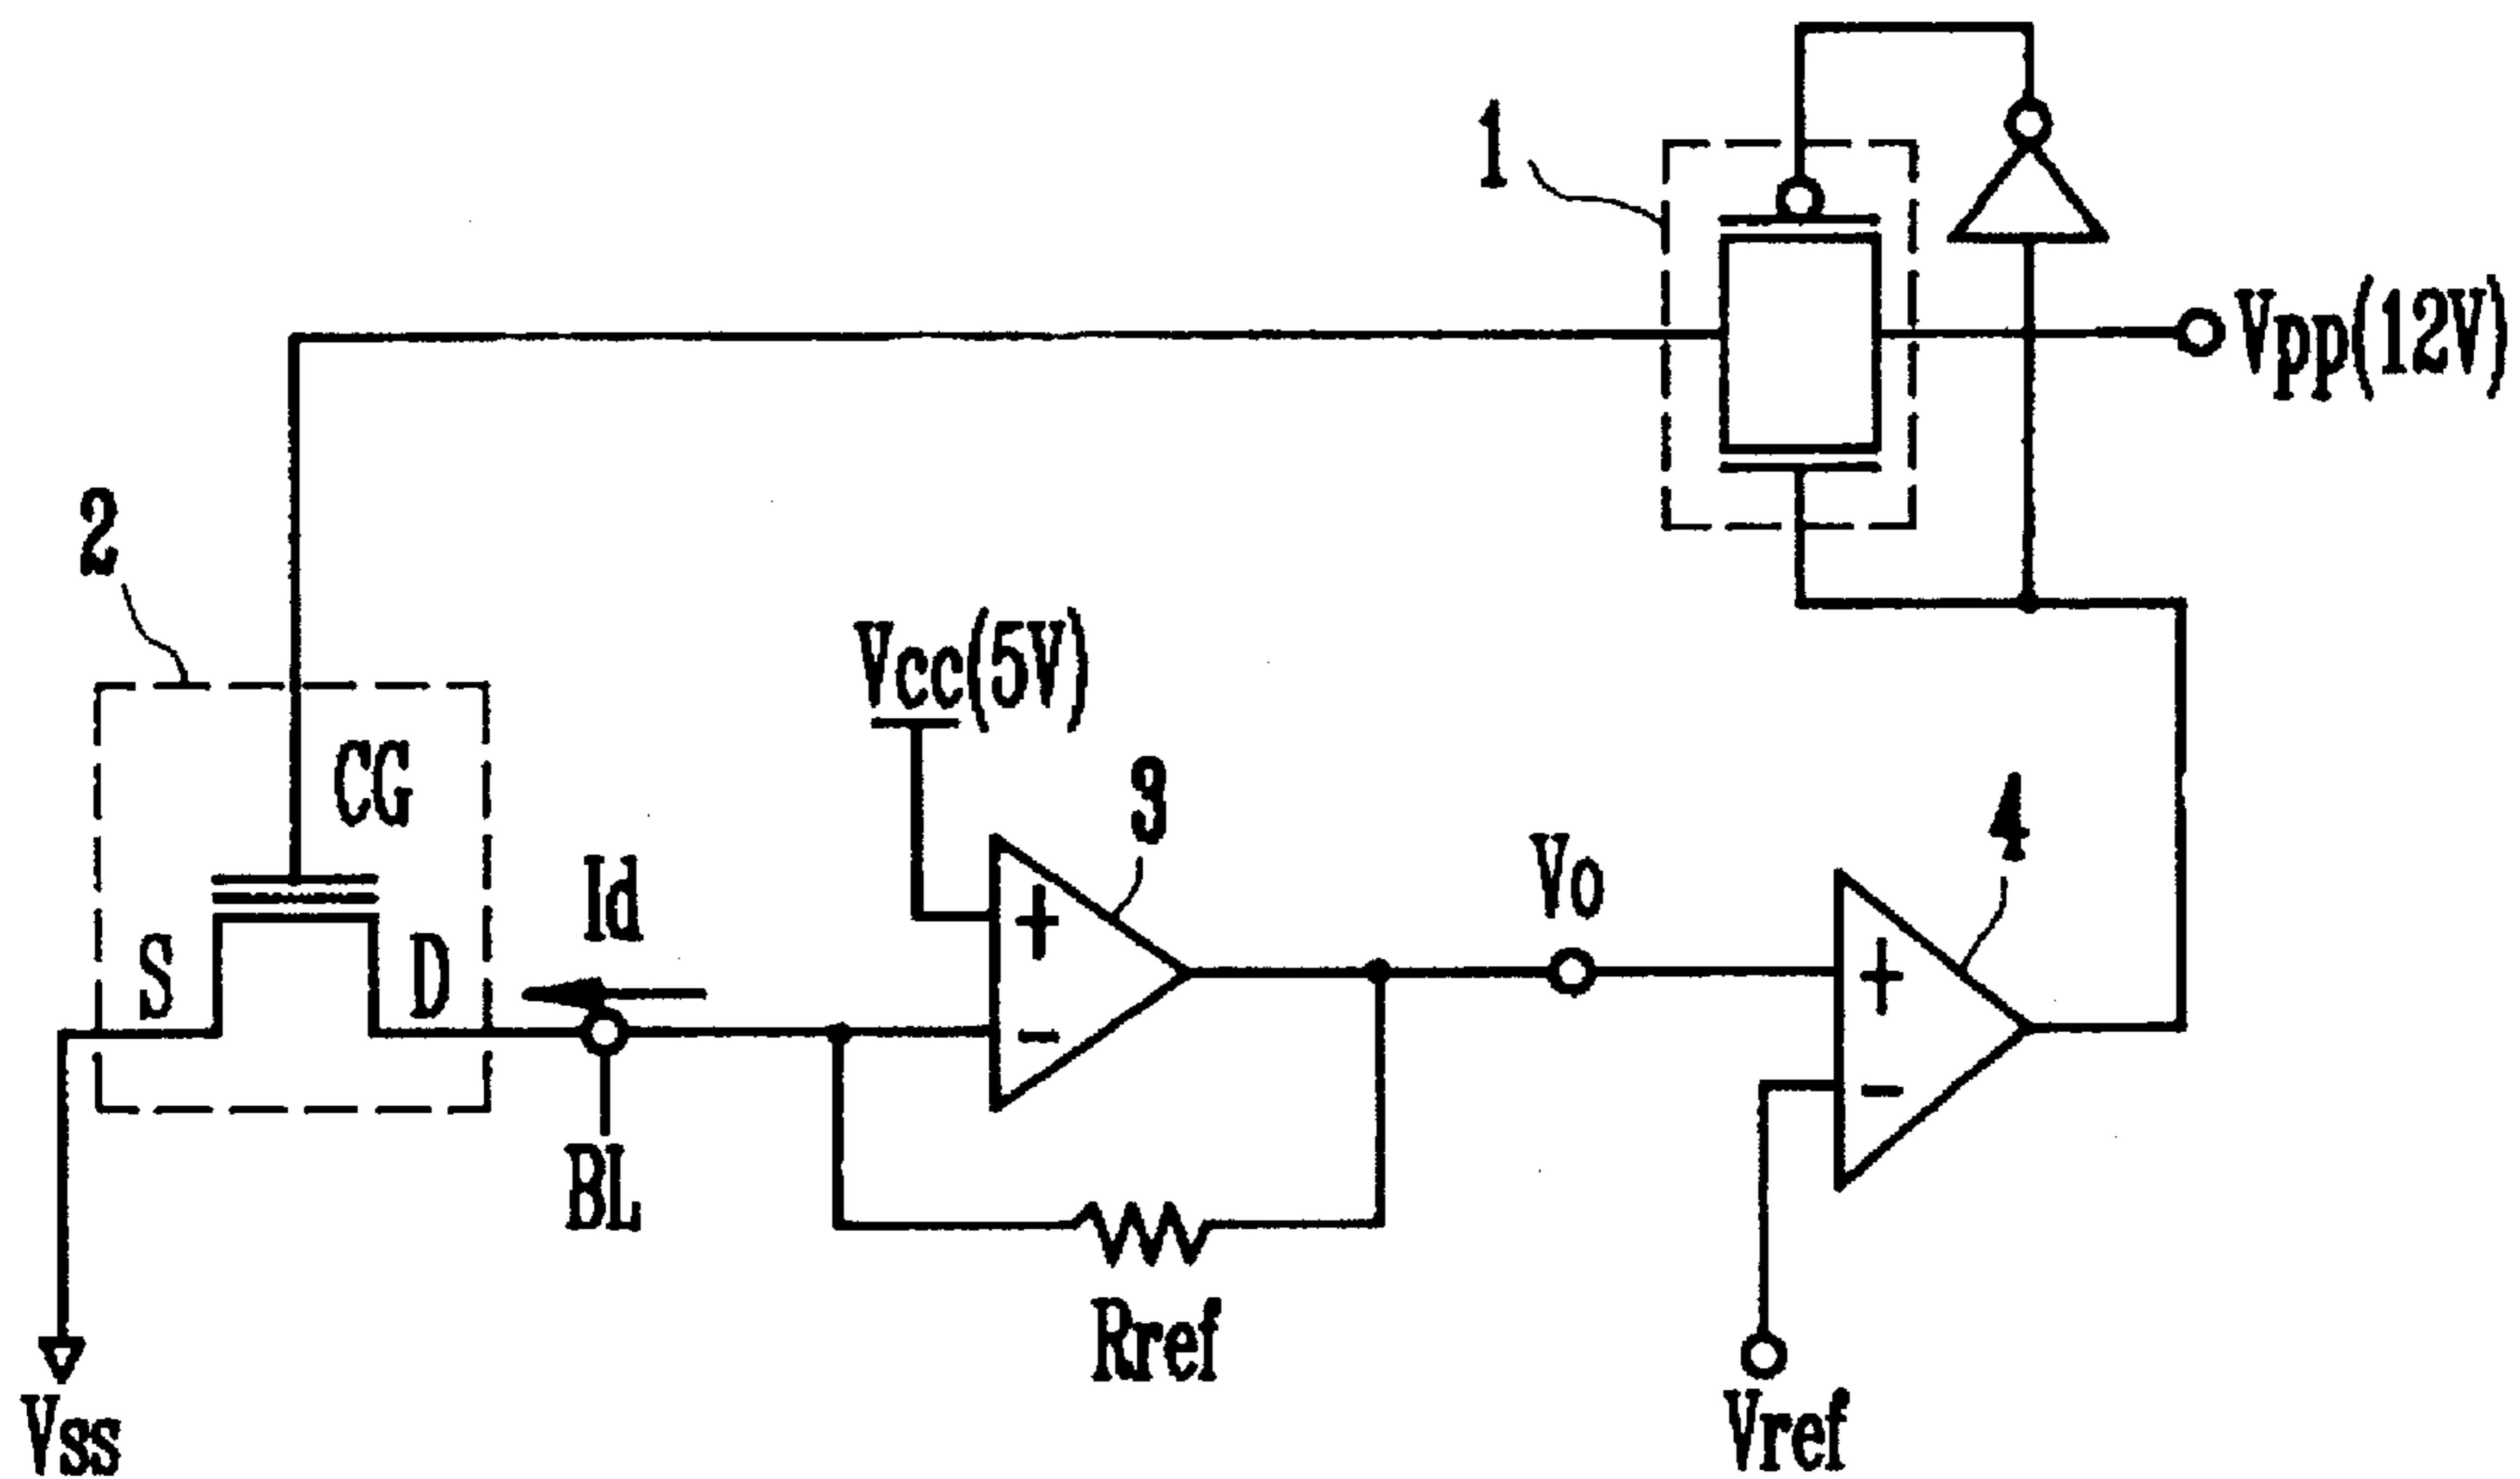 1
Vpp(12V)
2
Vcc(5V)
CG
3
4
Id
Vo
+
+
S
D
-
-
BL
Rref
Vss
Vref